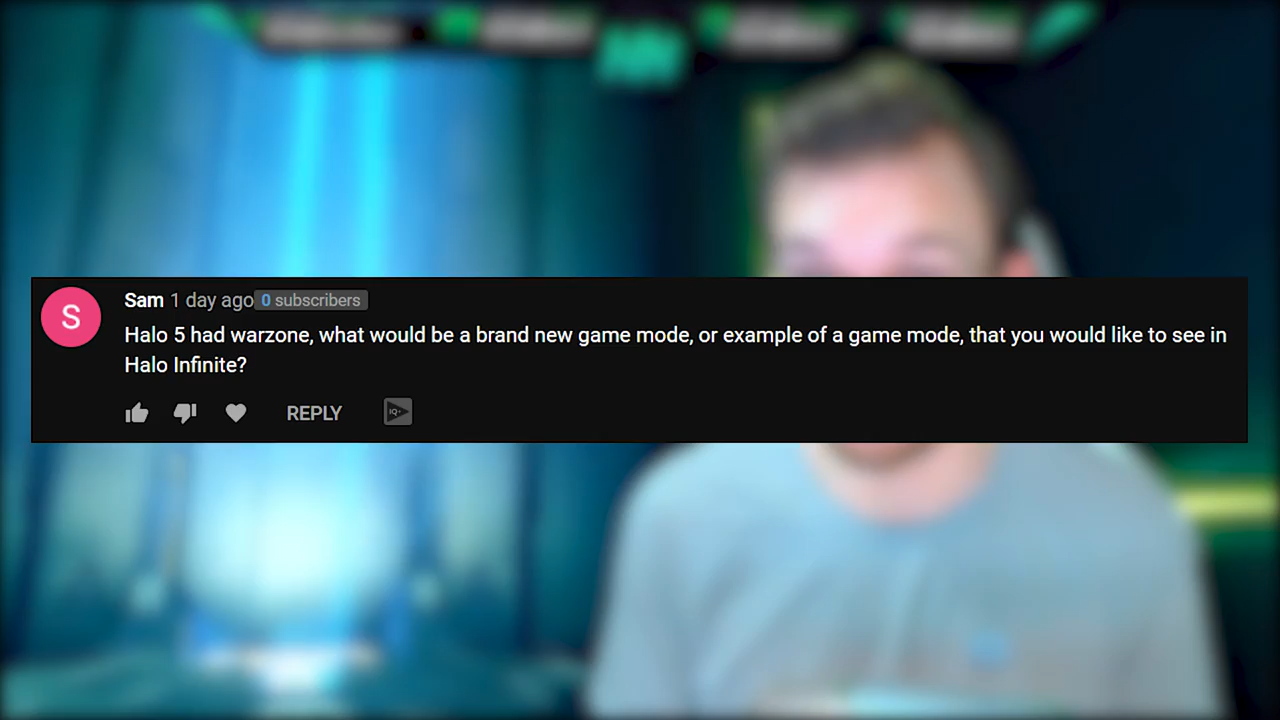 S
Sam 1 day ago 0 subscribers
Halo 5 had warzone, what would be a brand new game mode, or example of a game mode, that you would like to see in
Halo Infinite?
REPLY
IQ+